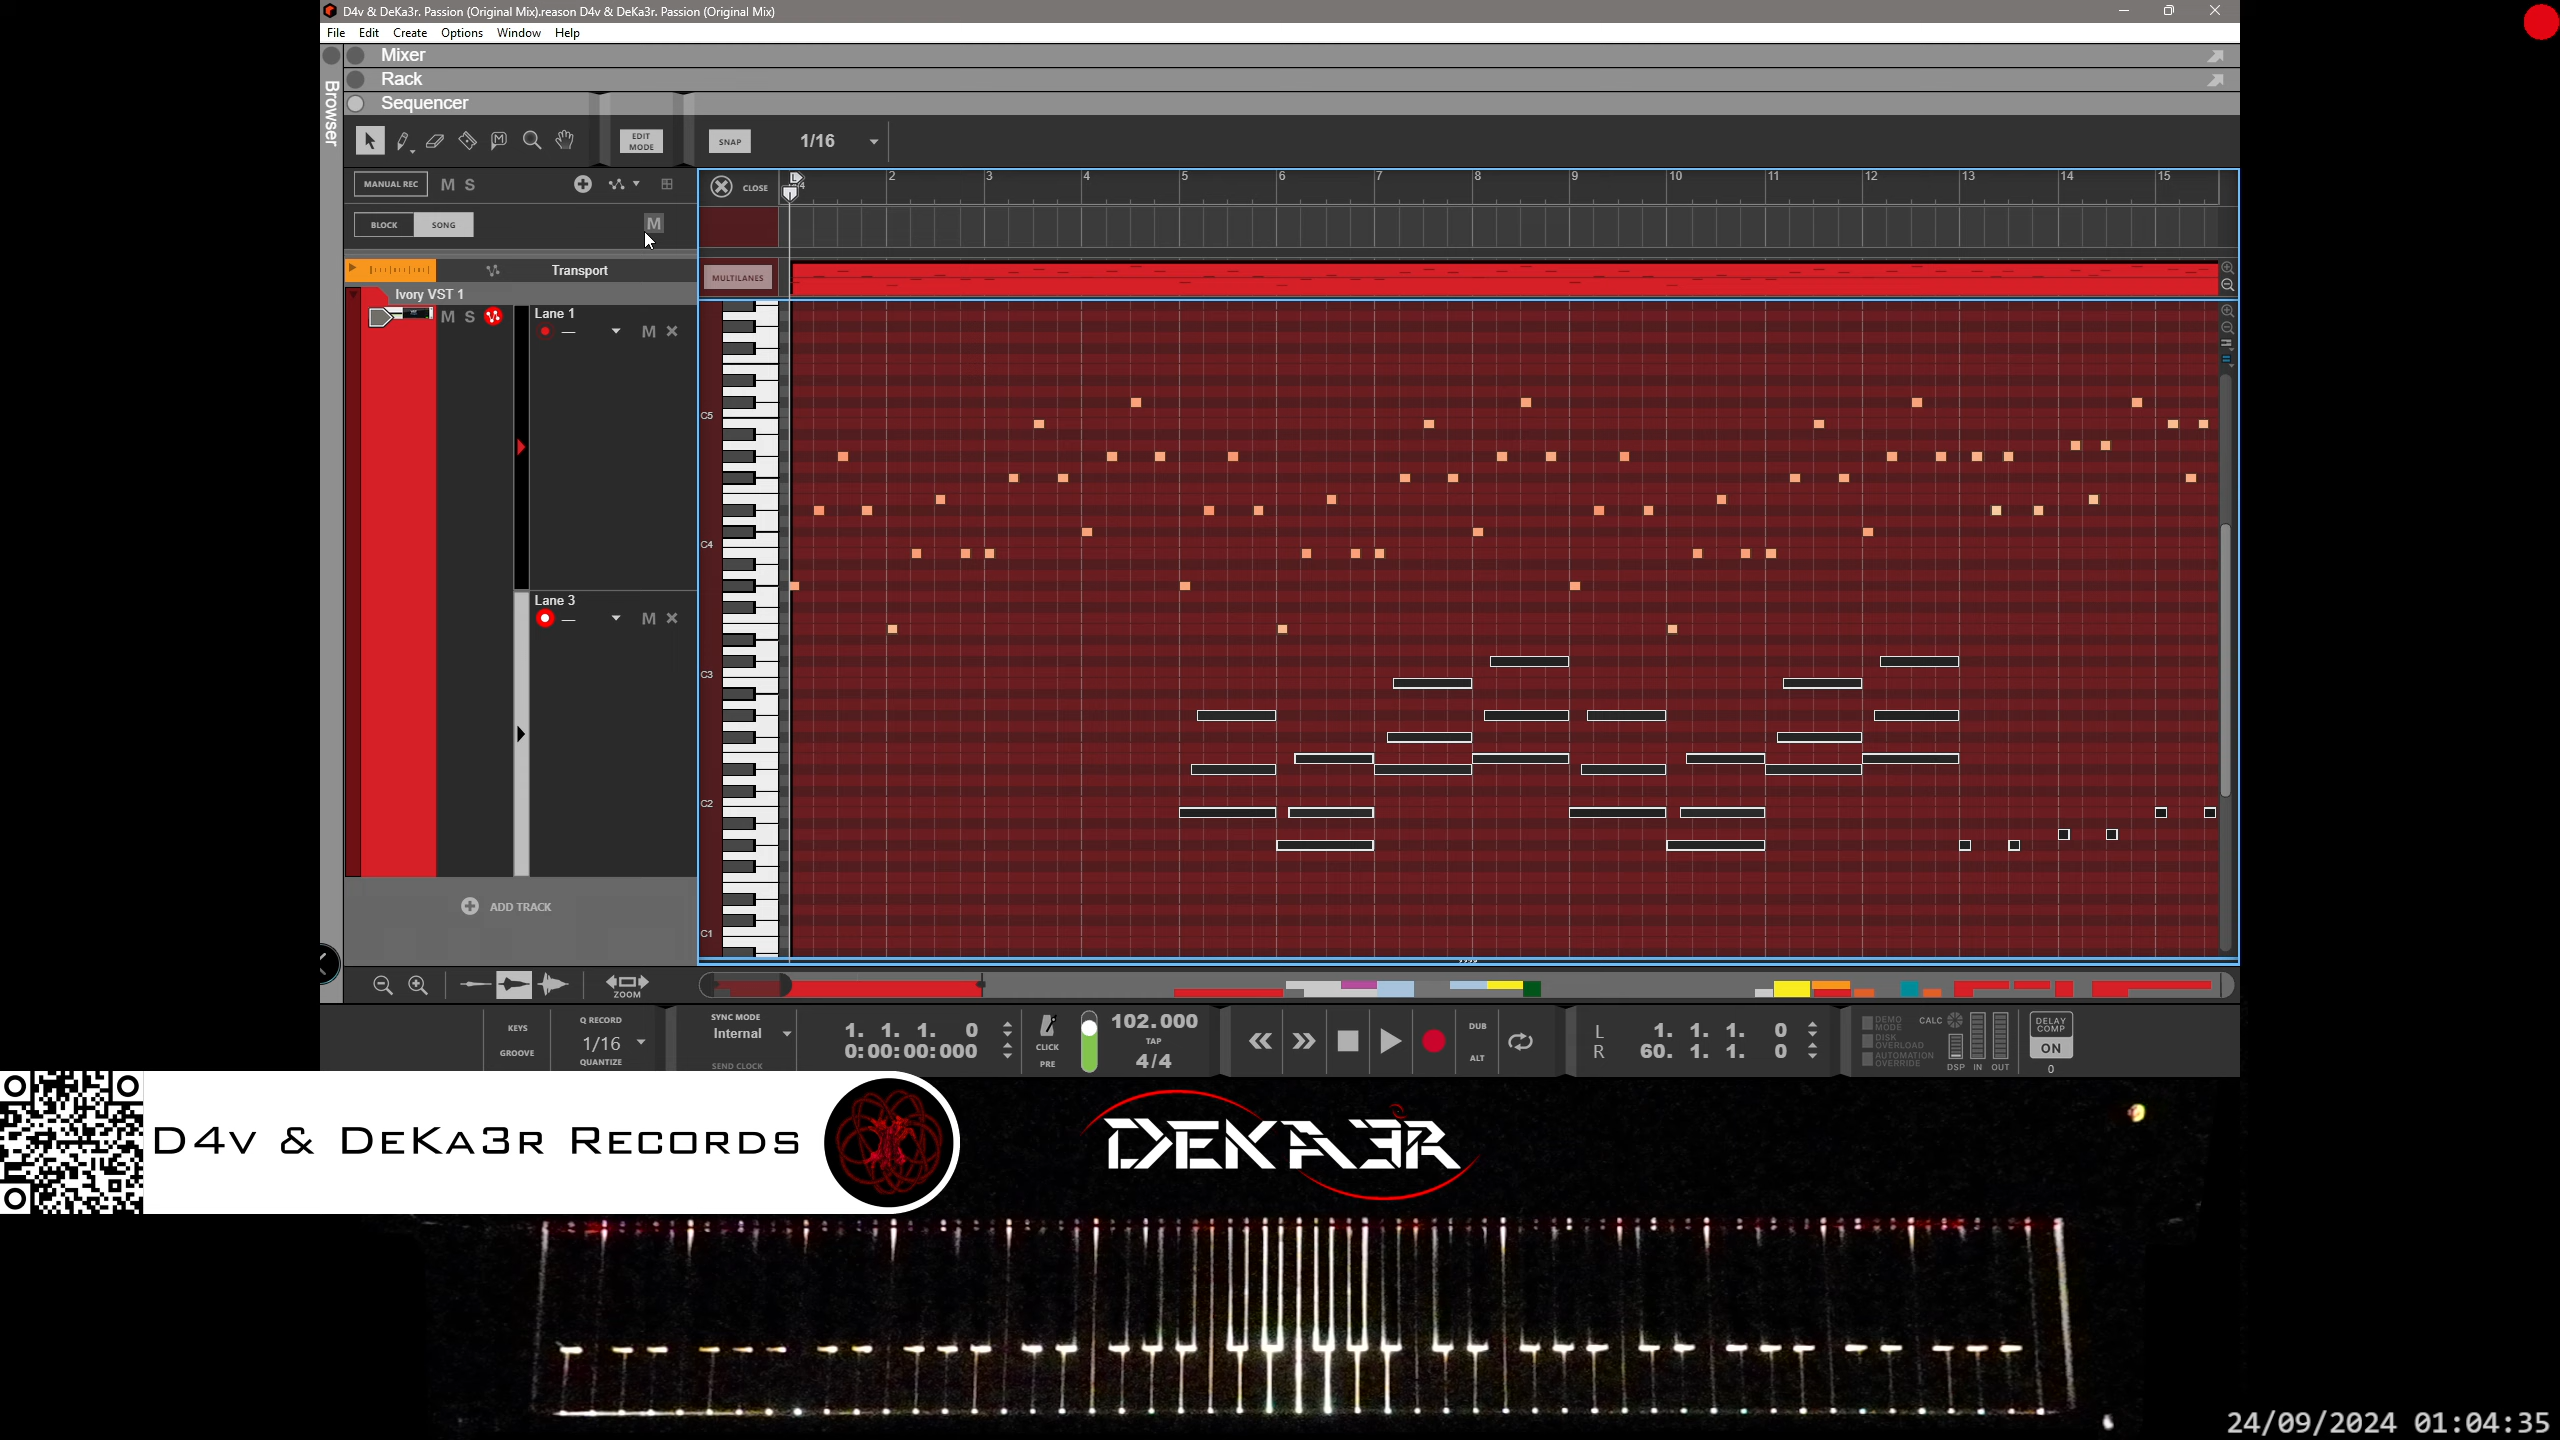 D4v & DeKa3r. Passion (Original Mix).reason D4v & DeKa3r. Passion (Original Mix)
File Edit Create Options Window Help
Mixer
Rack
Sequencer
Browser
EDIT MODE
SNAP
1/16
MANUAL REC M S
CLOSE
L
2 3 4 5 6 7 8 9 10 11 12 13 14 15
BLOCK SONG M
Transport
MULTILANES
Ivory VST 1
M S
Lane 1
M
Lane 3
M
C5
C4
C3
C2
C1
ADD TRACK
ZOOM
KEYS
GROOVE
Q RECORD
1/16
QUANTIZE
SYNC MODE
Internal
SEND CLOCK
1. 1. 1. 0
0:00:00:000
CLICK
PRE
102.000
TAP
4/4
DUB
ALT
L 1. 1. 1. 0
R 60. 1. 1. 0
DEMO MODE
DISK OVERLOAD
AUTOMATION OVERRIDE
CALC
DSP IN OUT
DELAY COMP
ON
0
D4v & DeKa3r Records
DEKA3R
24/09/2024 01:04:35